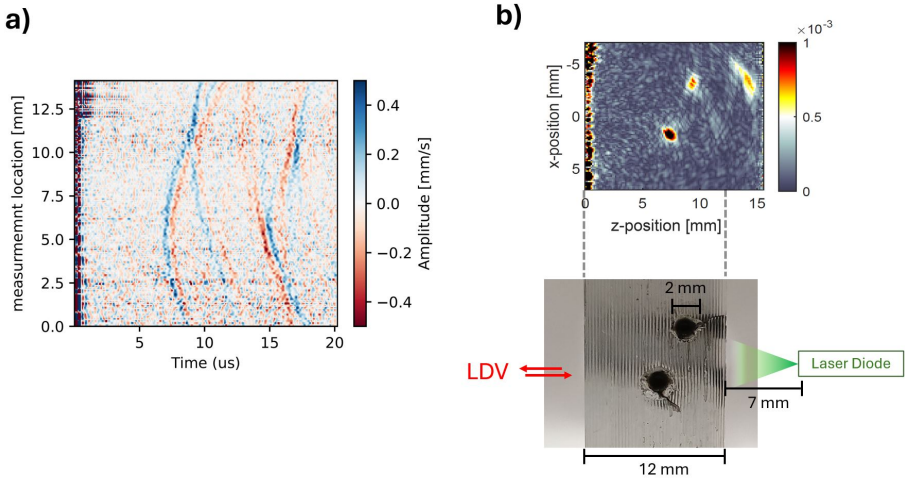 a)
12.5
10.0
7.5
5.0
2.5
0.0
measurmemnt location [mm]
5
10
15
20
Time (us)
0.4
0.2
0.0
−0.2
−0.4
Amplitude [mm/s]
b)
×10⁻³
1
0.5
0
-5
0
5
x-position [mm]
0
5
10
15
z-position [mm]
2 mm
LDV
Laser Diode
7 mm
12 mm